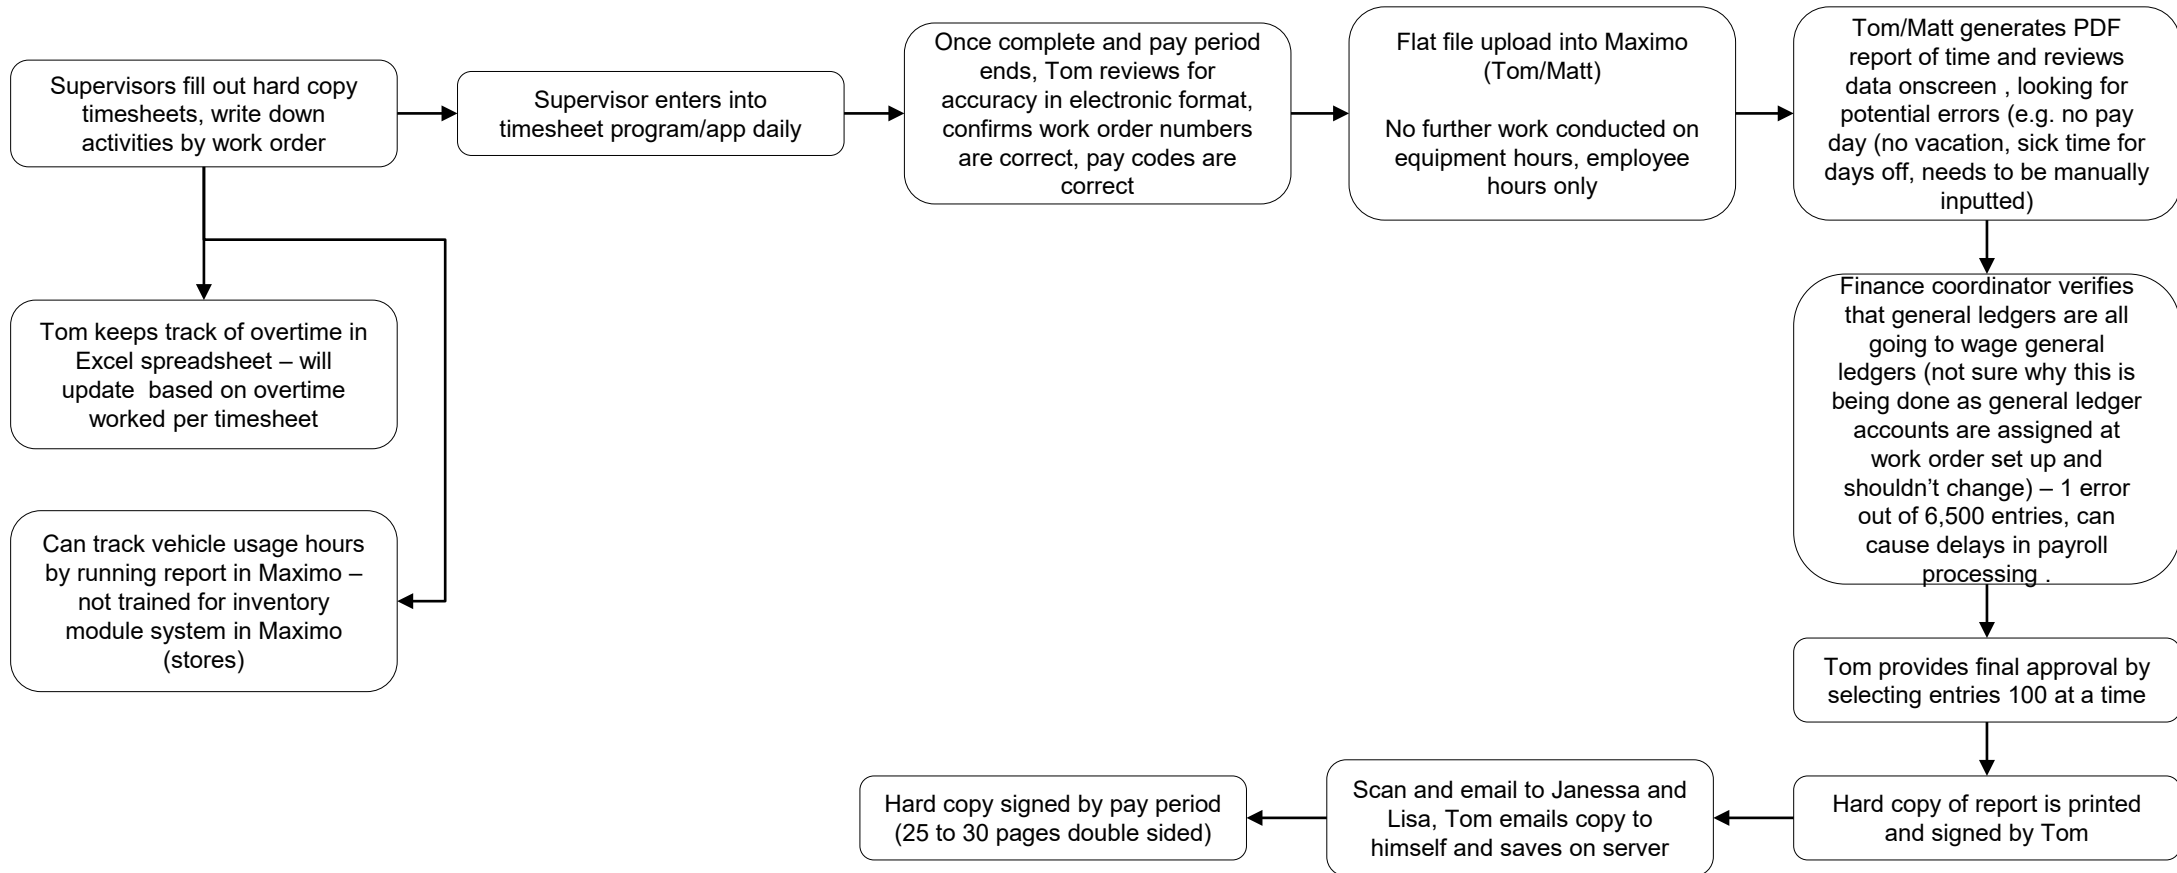 Supervisors fill out hard copy
timesheets, write down
activities by work order
Supervisor enters into
timesheet program/app daily
Once complete and pay period
ends, Tom reviews for
accuracy in electronic format,
confirms work order numbers
are correct, pay codes are
correct
Flat file upload into Maximo
(Tom/Matt)
No further work conducted on
equipment hours, employee
hours only
Tom/Matt generates PDF
report of time and reviews
data onscreen , looking for
potential errors (e.g. no pay
day (no vacation, sick time for
days off, needs to be manually
inputted)
Tom keeps track of overtime in
Excel spreadsheet – will
update  based on overtime
worked per timesheet
Can track vehicle usage hours
by running report in Maximo –
not trained for inventory
module system in Maximo
(stores)
Finance coordinator verifies
that general ledgers are all
going to wage general
ledgers (not sure why this is
being done as general ledger
accounts are assigned at
work order set up and
shouldn’t change) – 1 error
out of 6,500 entries, can
cause delays in payroll
processing .
Tom provides final approval by
selecting entries 100 at a time
Hard copy of report is printed
and signed by Tom
Scan and email to Janessa and
Lisa, Tom emails copy to
himself and saves on server
Hard copy signed by pay period
(25 to 30 pages double sided)